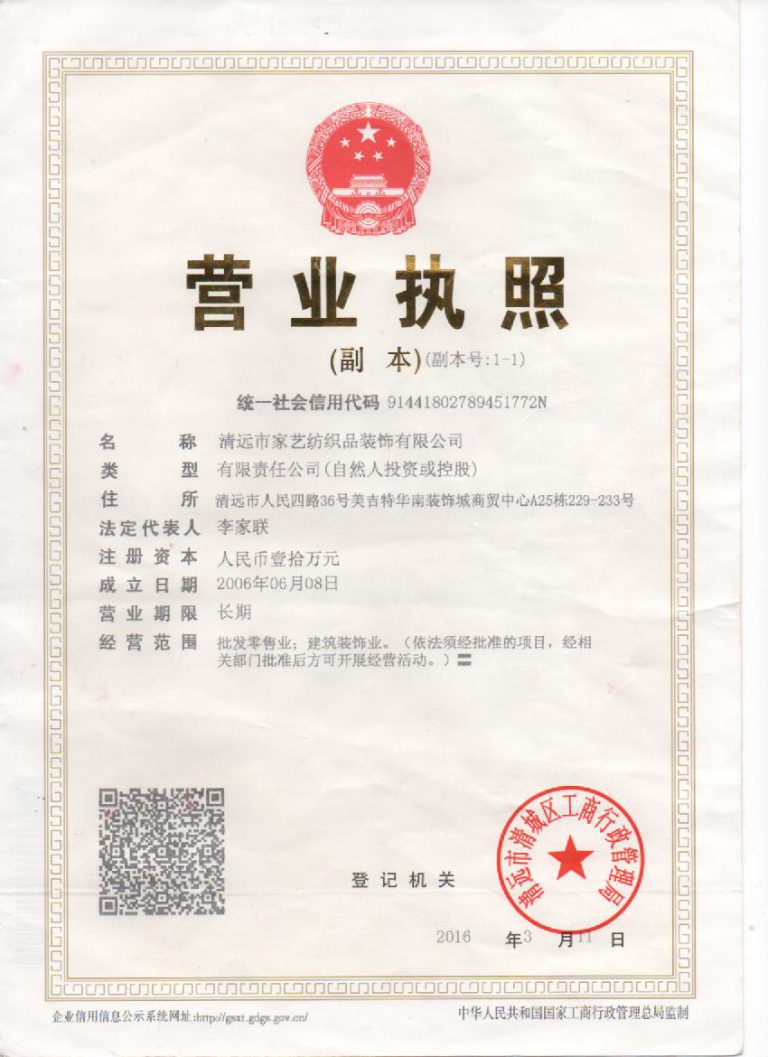 营业执照
(副 本)(副本号:1-1)
统一社会信用代码 91441802789451772N
名 称 清远市家艺纺织品装饰有限公司
类 型 有限责任公司(自然人投资或控股)
住 所 清远市人民四路36号美吉特华南装饰城商贸中心A25栋229-233号
法定代表人 李家联
注册资本 人民币壹拾万元
成立日期 2006年06月08日
营业期限 长期
经营范围 批发零售业;建筑装饰业。(依法须经批准的项目,经相
关部门批准后方可开展经营活动。)〓
清远市清城区工商行政管理局
登记机关
2016 年3 月11 日
企业信用信息公示系统网址:http://gsxt.gdgs.gov.cn/
中华人民共和国国家工商行政管理总局监制